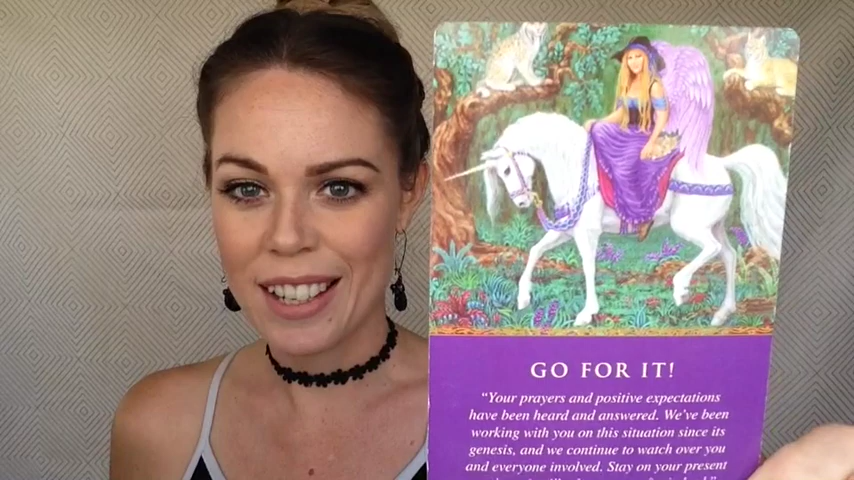 GO FOR IT!
“Your prayers and positive expectations
have been heard and answered. We've been
working with you on this situation since its
genesis, and we continue to watch over you
and everyone involved. Stay on your present